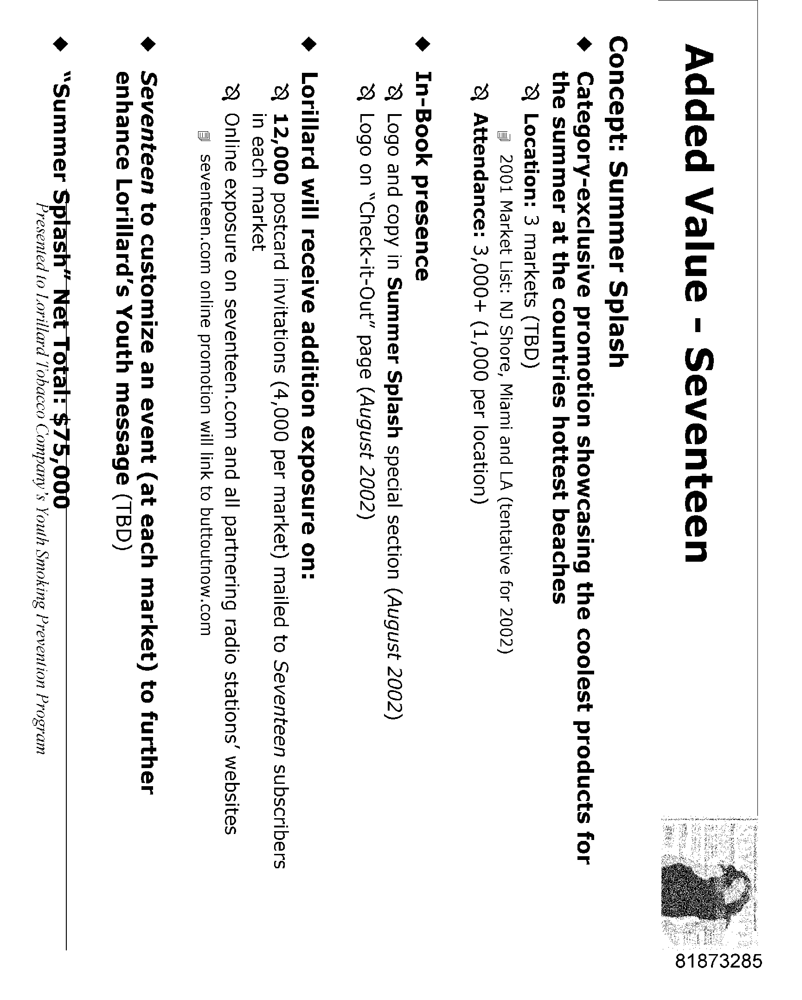 Added Value – Seventeen
Concept: Summer Splash
◆ Category-exclusive promotion showcasing the coolest products for
the summer at the countries hottest beaches
Location: 3 markets (TBD)
2001 Market List: NJ Shore, Miami and LA (tentative for 2002)
Attendance: 3,000+ (1,000 per location)
◆ In-Book presence
Logo and copy in Summer Splash special section (August 2002)
Logo on “Check-it-Out” page (August 2002)
◆ Lorillard will receive addition exposure on:
12,000 postcard invitations (4,000 per market) mailed to Seventeen subscribers
in each market
Online exposure on seventeen.com and all partnering radio stations’ websites
seventeen.com online promotion will link to buttoutnow.com
◆ Seventeen to customize an event (at each market) to further
enhance Lorillard’s Youth message (TBD)
◆ “Summer Splash” Net Total: $75,000
Presented to Lorillard Tobacco Company's Youth Smoking Prevention Program
81873285